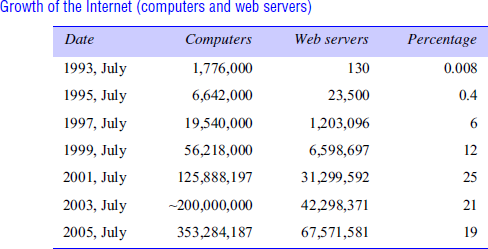 Growth of the Internet (computers and web servers)
Date Computers Web servers Percentage
1993, July 1,776,000 130 0.008
1995, July 6,642,000 23,500 0.4
1997, July 19,540,000 1,203,096 6
1999, July 56,218,000 6,598,697 12
2001, July 125,888,197 31,299,592 25
2003, July ~200,000,000 42,298,371 21
2005, July 353,284,187 67,571,581 19